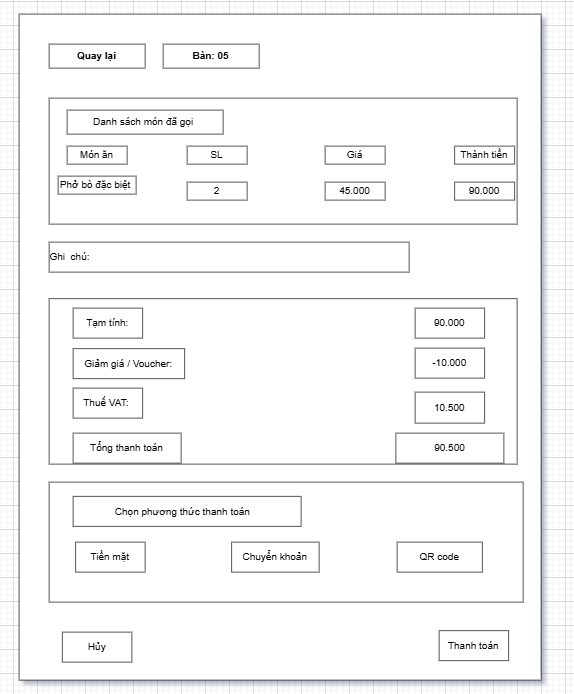 Quay lại
Bàn: 05
Danh sách món đã gọi
Món ăn SL Giá Thành tiền
Phở bò đặc biệt 2 45.000 90.000
Ghi chú:
Tạm tính: 90.000
Giảm giá / Voucher: -10.000
Thuế VAT: 10.500
Tổng thanh toán 90.500
Chọn phương thức thanh toán
Tiền mặt Chuyển khoản QR code
Hủy Thanh toán